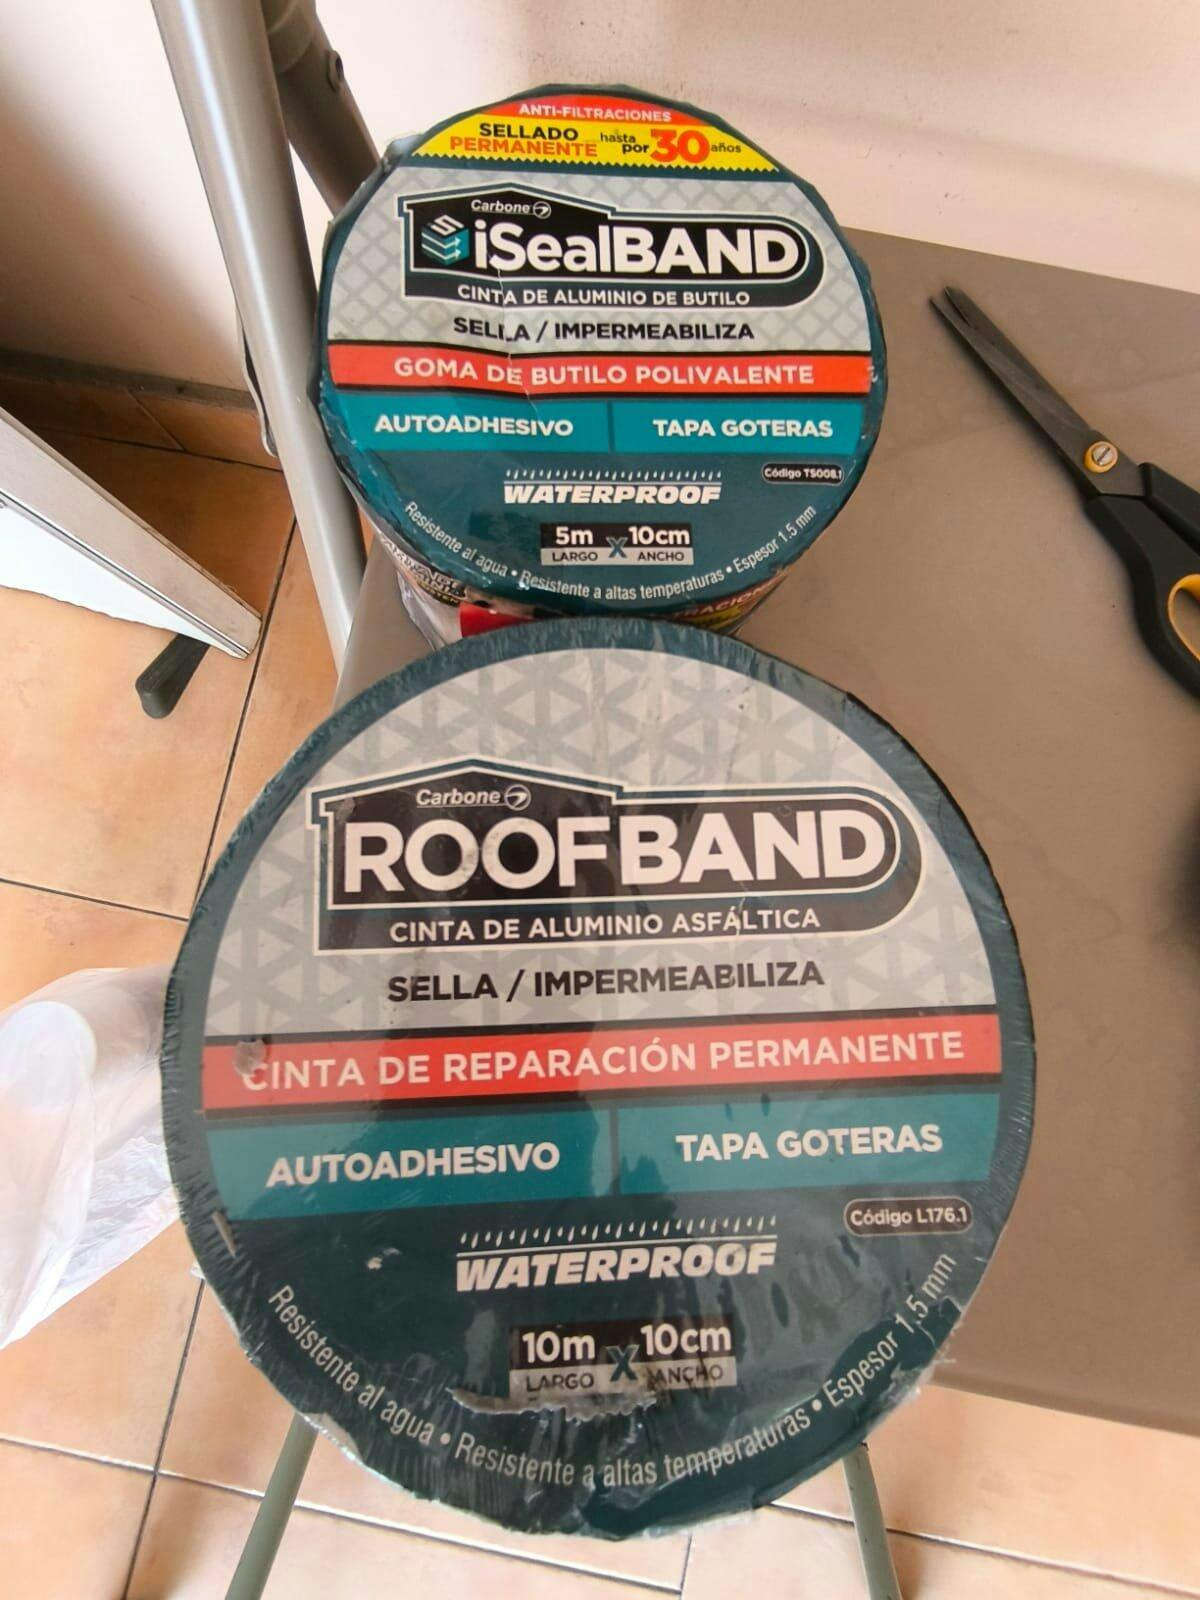 ANTI-FILTRACIONES
SELLADO PERMANENTE hasta por 30 años
Carbone
iSealBAND
CINTA DE ALUMINIO DE BUTILO
SELLA / IMPERMEABILIZA
GOMA DE BUTILO POLIVALENTE
AUTOADHESIVO TAPA GOTERAS
Código TS008.1
WATERPROOF
5m X 10cm
LARGO ANCHO
Resistente al agua • Resistente a altas temperaturas • Espesor 1.5 mm
Carbone
ROOFBAND
CINTA DE ALUMINIO ASFÁLTICA
SELLA / IMPERMEABILIZA
CINTA DE REPARACIÓN PERMANENTE
AUTOADHESIVO TAPA GOTERAS
Código L176.1
WATERPROOF
10m X 10cm
LARGO ANCHO
Resistente al agua • Resistente a altas temperaturas • Espesor 1.5 mm